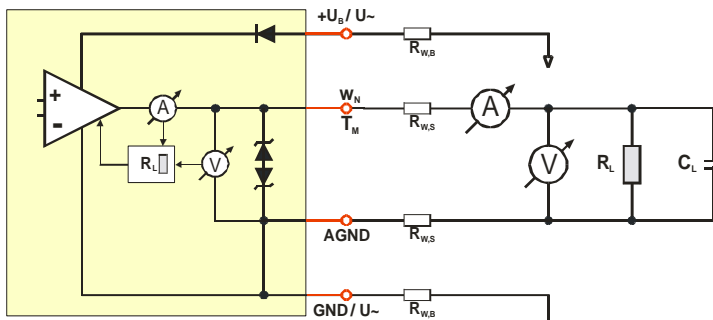 +U_B / U~
R_W,B
+
-
A
W_N
T_M
R_W,S
A
R_L
V
V
R_L
C_L
AGND
R_W,S
GND / U~
R_W,B